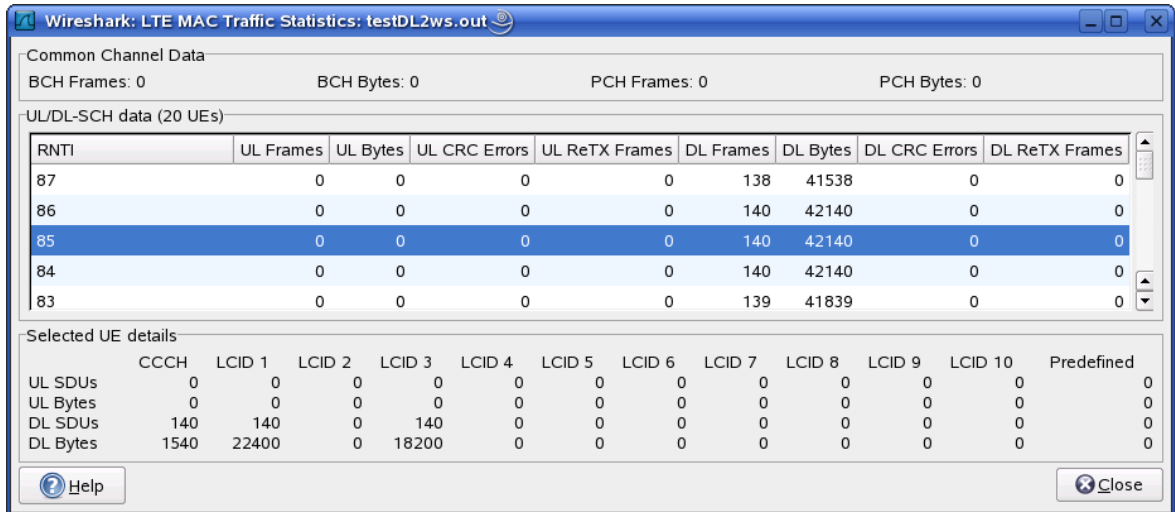 Wireshark: LTE MAC Traffic Statistics: testDL2ws.out
Common Channel Data
BCH Frames: 0 BCH Bytes: 0 PCH Frames: 0 PCH Bytes: 0
UL/DL-SCH data (20 UEs)
RNTI UL Frames UL Bytes UL CRC Errors UL ReTX Frames DL Frames DL Bytes DL CRC Errors DL ReTX Frames
87 0 0 0 0 138 41538 0 0
86 0 0 0 0 140 42140 0 0
85 0 0 0 0 140 42140 0 0
84 0 0 0 0 140 42140 0 0
83 0 0 0 0 139 41839 0 0
Selected UE details
CCCH LCID 1 LCID 2 LCID 3 LCID 4 LCID 5 LCID 6 LCID 7 LCID 8 LCID 9 LCID 10 Predefined
UL SDUs 0 0 0 0 0 0 0 0 0 0 0 0
UL Bytes 0 0 0 0 0 0 0 0 0 0 0 0
DL SDUs 140 140 0 140 0 0 0 0 0 0 0 0
DL Bytes 1540 22400 0 18200 0 0 0 0 0 0 0 0
Help Close